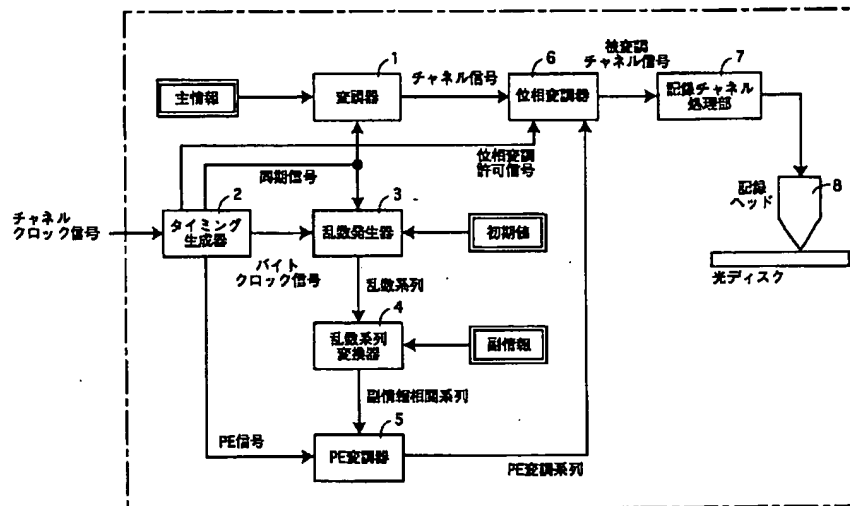 被変調
チャネル信号
1
チャネル信号
6
7
主情報
変調器
位相変調器
記録チャネル
処理部
位相変調
許可信号
同期信号
記録
ヘッド
8
チャネル
クロック信号
2
タイミング
生成器
3
乱数発生器
初期値
バイト
クロック信号
光ディスク
乱数系列
4
乱数系列
変換器
副情報
副情報相関系列
5
PE信号
PE変調器
PE変調系列